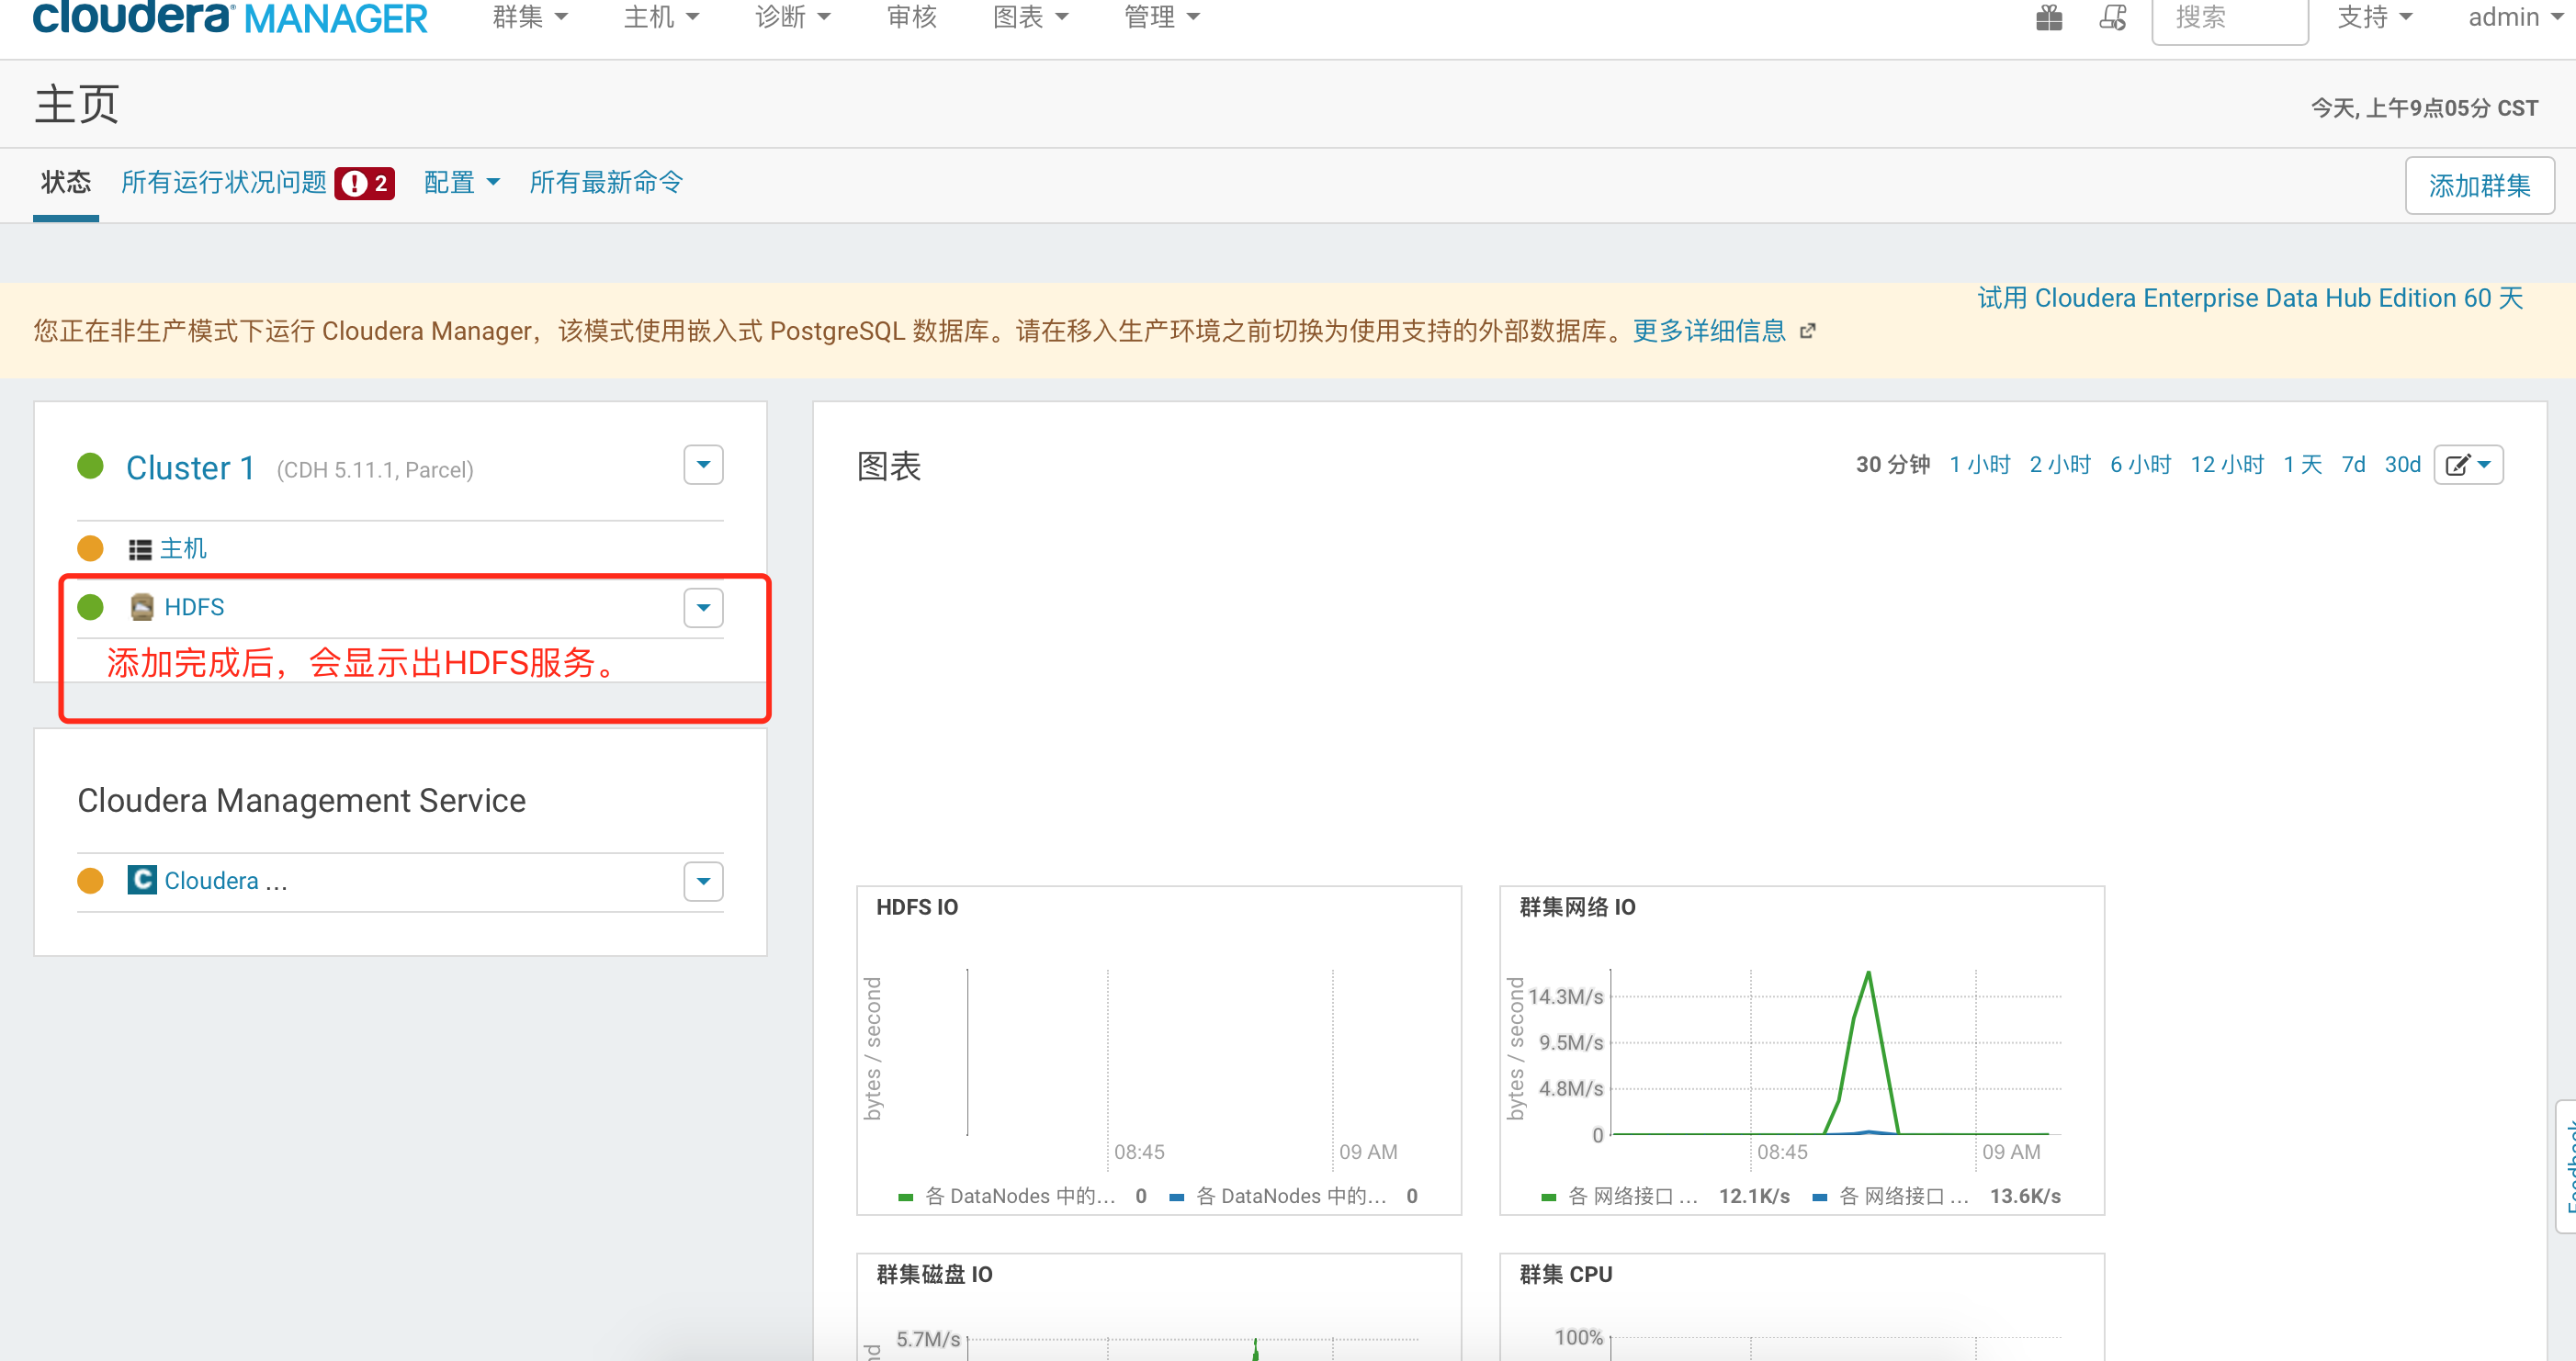 cloudera MANAGER 群集 主机 诊断 审核 图表 管理 搜索 支持 admin
主页
今天, 上午9点05分 CST
状态 所有运行状况问题 2 配置 所有最新命令 添加群集
试用 Cloudera Enterprise Data Hub Edition 60 天
您正在非生产模式下运行 Cloudera Manager，该模式使用嵌入式 PostgreSQL 数据库。请在移入生产环境之前切换为使用支持的外部数据库。更多详细信息
Cluster 1 (CDH 5.11.1, Parcel)
主机
HDFS
添加完成后，会显示出HDFS服务。
Cloudera Management Service
C Cloudera ...
图表
30 分钟 1 小时 2 小时 6 小时 12 小时 1 天 7d 30d
HDFS IO
bytes / second
08:45 09 AM
各 DataNodes 中的... 0 各 DataNodes 中的... 0
群集网络 IO
bytes / second
14.3M/s
9.5M/s
4.8M/s
0
08:45 09 AM
各 网络接口 ... 12.1K/s 各 网络接口 ... 13.6K/s
群集磁盘 IO
5.7M/s
群集 CPU
100%